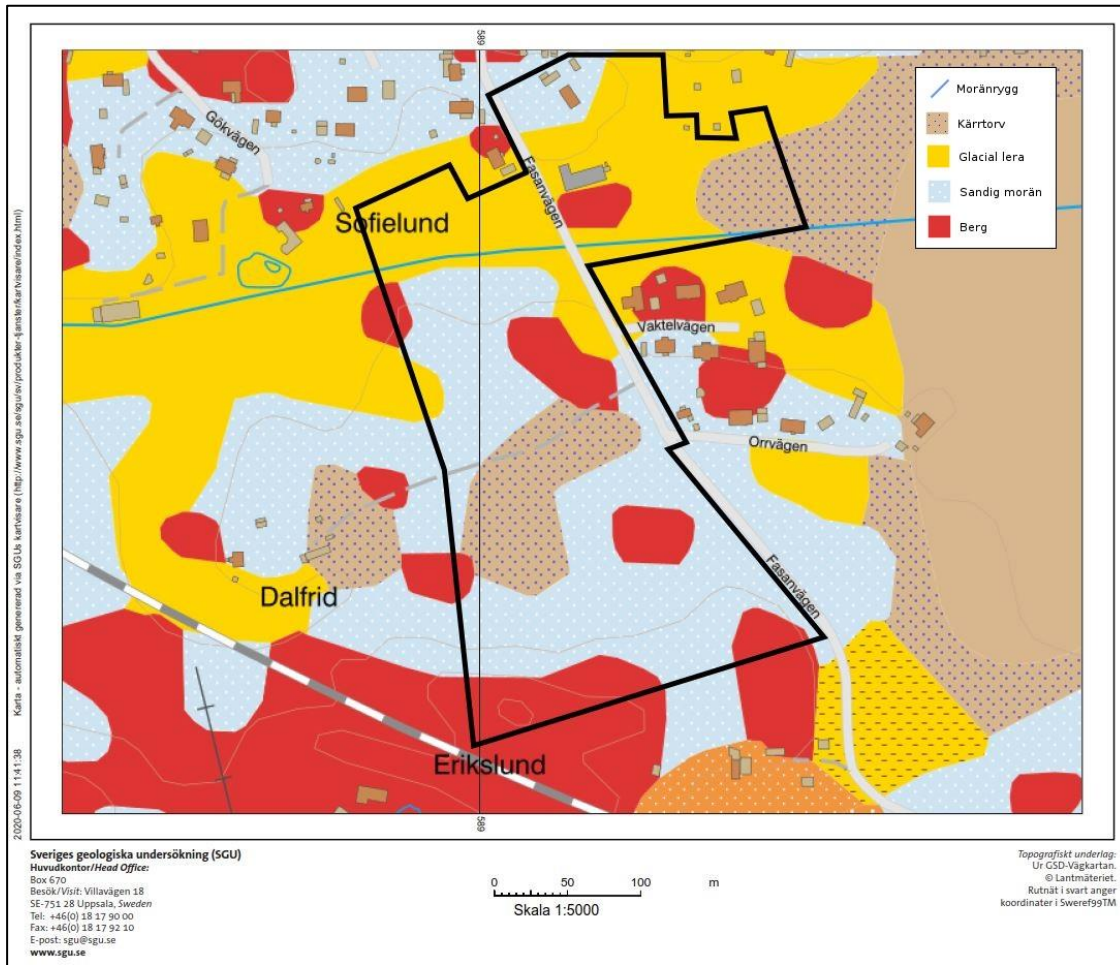 589
Moränrygg
Kärrtorv
Glacial lera
Sandig morän
Berg
Gökvägen
Fasanvägen
Sofielund
Vaktelvägen
Orrvägen
Fasanvägen
Dalfrid
Erikslund
589
2020-06-09 11:41:38 Karta - automatiskt genererad via SGUs kartvisare (http://www.sgu.se/sgu/sv/produkter-tjanster/kartvisare/index.html)
Sveriges geologiska undersökning (SGU)
Huvudkontor/Head Office:
Box 670
Besök/Visit: Villavägen 18
SE-751 28 Uppsala, Sweden
Tel: +46(0) 18 17 90 00
Fax: +46(0) 18 17 92 10
E-post: sgu@sgu.se
www.sgu.se
0 50 100 m
Skala 1:5000
Topografiskt underlag:
Ur GSD-Vägkartan.
© Lantmäteriet.
Rutnät i svart anger
koordinater i Sweref99TM